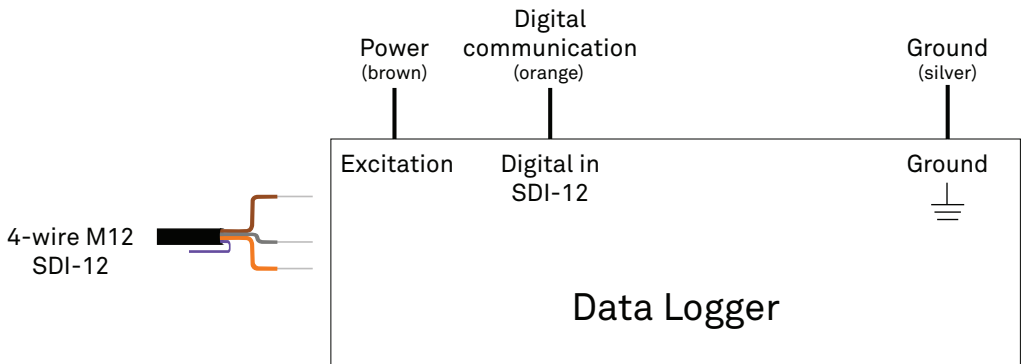 Digital
Power communication Ground
(brown) (orange) (silver)
Excitation Digital in Ground
SDI-12
4-wire M12
SDI-12
Data Logger